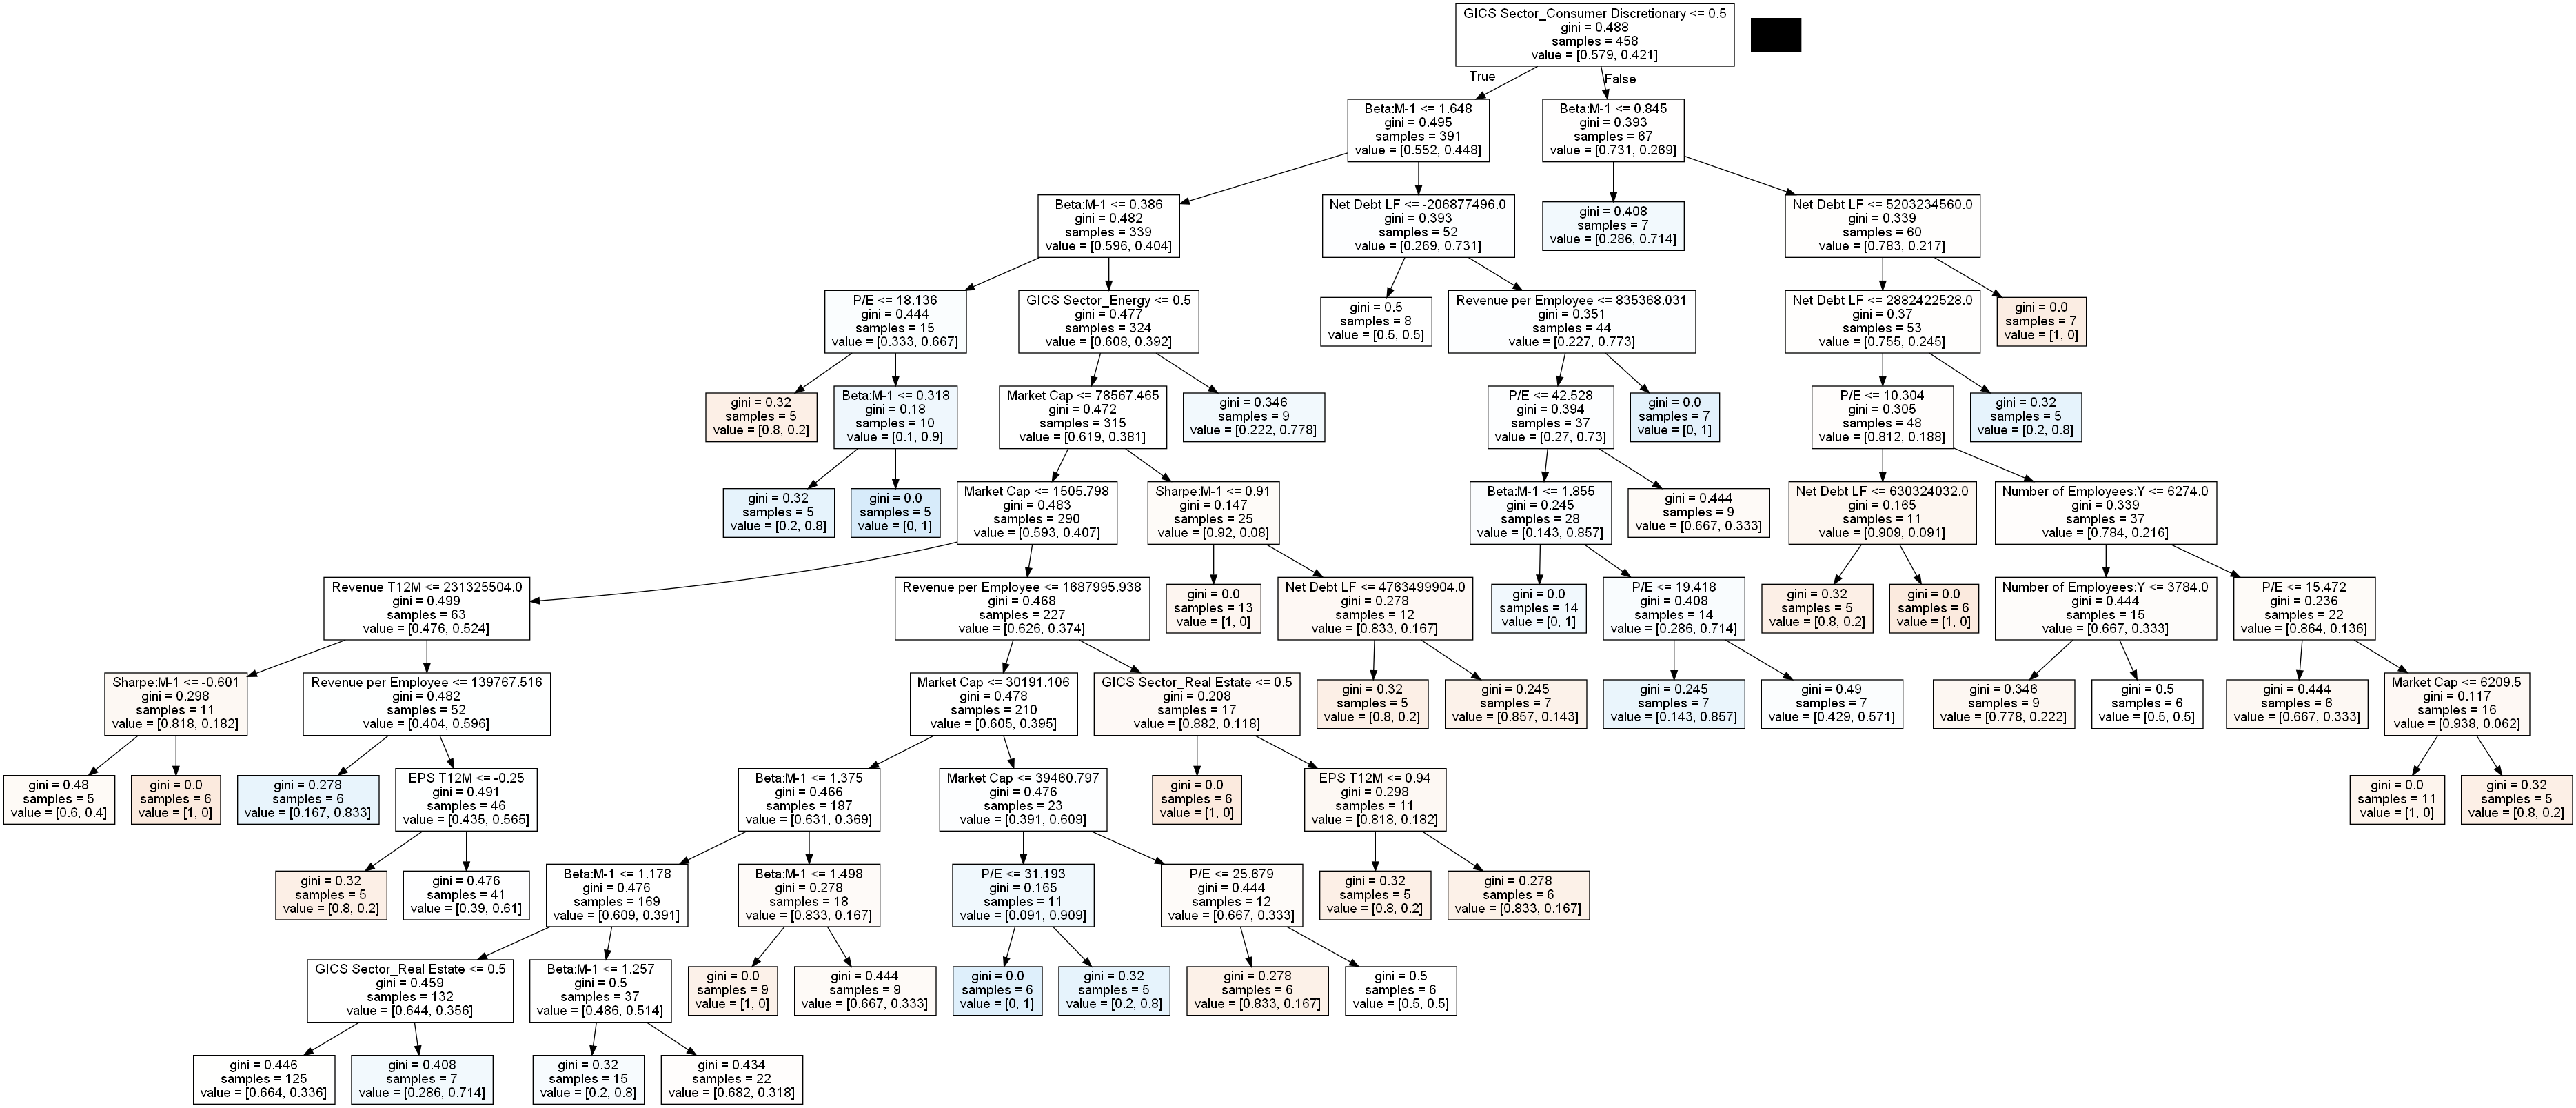 GICS Sector_Consumer Discretionary <= 0.5
gini = 0.488
samples = 458
value = [0.579, 0.421]
True
False
Beta:M-1 <= 1.648
gini = 0.495
samples = 391
value = [0.552, 0.448]
Beta:M-1 <= 0.845
gini = 0.393
samples = 67
value = [0.731, 0.269]
Beta:M-1 <= 0.386
gini = 0.482
samples = 339
value = [0.596, 0.404]
Net Debt LF <= -206877496.0
gini = 0.393
samples = 52
value = [0.269, 0.731]
gini = 0.408
samples = 7
value = [0.286, 0.714]
Net Debt LF <= 5203234560.0
gini = 0.339
samples = 60
value = [0.783, 0.217]
P/E <= 18.136
gini = 0.444
samples = 15
value = [0.333, 0.667]
GICS Sector_Energy <= 0.5
gini = 0.477
samples = 324
value = [0.608, 0.392]
gini = 0.5
samples = 8
value = [0.5, 0.5]
Revenue per Employee <= 835368.031
gini = 0.351
samples = 44
value = [0.227, 0.773]
Net Debt LF <= 2882422528.0
gini = 0.37
samples = 53
value = [0.755, 0.245]
gini = 0.0
samples = 7
value = [1, 0]
gini = 0.32
samples = 5
value = [0.8, 0.2]
Beta:M-1 <= 0.318
gini = 0.18
samples = 10
value = [0.1, 0.9]
Market Cap <= 78567.465
gini = 0.472
samples = 315
value = [0.619, 0.381]
gini = 0.346
samples = 9
value = [0.222, 0.778]
P/E <= 42.528
gini = 0.394
samples = 37
value = [0.27, 0.73]
gini = 0.0
samples = 7
value = [0, 1]
P/E <= 10.304
gini = 0.305
samples = 48
value = [0.812, 0.188]
gini = 0.32
samples = 5
value = [0.2, 0.8]
gini = 0.32
samples = 5
value = [0.2, 0.8]
gini = 0.0
samples = 5
value = [0, 1]
Market Cap <= 1505.798
gini = 0.483
samples = 290
value = [0.593, 0.407]
Sharpe:M-1 <= 0.91
gini = 0.147
samples = 25
value = [0.92, 0.08]
Beta:M-1 <= 1.855
gini = 0.245
samples = 28
value = [0.143, 0.857]
gini = 0.444
samples = 9
value = [0.667, 0.333]
Net Debt LF <= 630324032.0
gini = 0.165
samples = 11
value = [0.909, 0.091]
Number of Employees:Y <= 6274.0
gini = 0.339
samples = 37
value = [0.784, 0.216]
Revenue T12M <= 231325504.0
gini = 0.499
samples = 63
value = [0.476, 0.524]
Revenue per Employee <= 1687995.938
gini = 0.468
samples = 227
value = [0.626, 0.374]
gini = 0.0
samples = 13
value = [1, 0]
Net Debt LF <= 4763499904.0
gini = 0.278
samples = 12
value = [0.833, 0.167]
gini = 0.0
samples = 14
value = [0, 1]
P/E <= 19.418
gini = 0.408
samples = 14
value = [0.286, 0.714]
gini = 0.32
samples = 5
value = [0.8, 0.2]
gini = 0.0
samples = 6
value = [1, 0]
Number of Employees:Y <= 3784.0
gini = 0.444
samples = 15
value = [0.667, 0.333]
P/E <= 15.472
gini = 0.236
samples = 22
value = [0.864, 0.136]
Sharpe:M-1 <= -0.601
gini = 0.298
samples = 11
value = [0.818, 0.182]
Revenue per Employee <= 139767.516
gini = 0.482
samples = 52
value = [0.404, 0.596]
Market Cap <= 30191.106
gini = 0.478
samples = 210
value = [0.605, 0.395]
GICS Sector_Real Estate <= 0.5
gini = 0.208
samples = 17
value = [0.882, 0.118]
gini = 0.32
samples = 5
value = [0.8, 0.2]
gini = 0.245
samples = 7
value = [0.857, 0.143]
gini = 0.245
samples = 7
value = [0.143, 0.857]
gini = 0.49
samples = 7
value = [0.429, 0.571]
gini = 0.346
samples = 9
value = [0.778, 0.222]
gini = 0.5
samples = 6
value = [0.5, 0.5]
gini = 0.444
samples = 6
value = [0.667, 0.333]
Market Cap <= 6209.5
gini = 0.117
samples = 16
value = [0.938, 0.062]
gini = 0.48
samples = 5
value = [0.6, 0.4]
gini = 0.0
samples = 6
value = [1, 0]
gini = 0.278
samples = 6
value = [0.167, 0.833]
EPS T12M <= -0.25
gini = 0.491
samples = 46
value = [0.435, 0.565]
Beta:M-1 <= 1.375
gini = 0.466
samples = 187
value = [0.631, 0.369]
Market Cap <= 39460.797
gini = 0.476
samples = 23
value = [0.391, 0.609]
gini = 0.0
samples = 6
value = [1, 0]
EPS T12M <= 0.94
gini = 0.298
samples = 11
value = [0.818, 0.182]
gini = 0.0
samples = 11
value = [1, 0]
gini = 0.32
samples = 5
value = [0.8, 0.2]
gini = 0.32
samples = 5
value = [0.8, 0.2]
gini = 0.476
samples = 41
value = [0.39, 0.61]
Beta:M-1 <= 1.178
gini = 0.476
samples = 169
value = [0.609, 0.391]
Beta:M-1 <= 1.498
gini = 0.278
samples = 18
value = [0.833, 0.167]
P/E <= 31.193
gini = 0.165
samples = 11
value = [0.091, 0.909]
P/E <= 25.679
gini = 0.444
samples = 12
value = [0.667, 0.333]
gini = 0.32
samples = 5
value = [0.8, 0.2]
gini = 0.278
samples = 6
value = [0.833, 0.167]
GICS Sector_Real Estate <= 0.5
gini = 0.459
samples = 132
value = [0.644, 0.356]
Beta:M-1 <= 1.257
gini = 0.5
samples = 37
value = [0.486, 0.514]
gini = 0.0
samples = 9
value = [1, 0]
gini = 0.444
samples = 9
value = [0.667, 0.333]
gini = 0.0
samples = 6
value = [0, 1]
gini = 0.32
samples = 5
value = [0.2, 0.8]
gini = 0.278
samples = 6
value = [0.833, 0.167]
gini = 0.5
samples = 6
value = [0.5, 0.5]
gini = 0.446
samples = 125
value = [0.664, 0.336]
gini = 0.408
samples = 7
value = [0.286, 0.714]
gini = 0.32
samples = 15
value = [0.2, 0.8]
gini = 0.434
samples = 22
value = [0.682, 0.318]